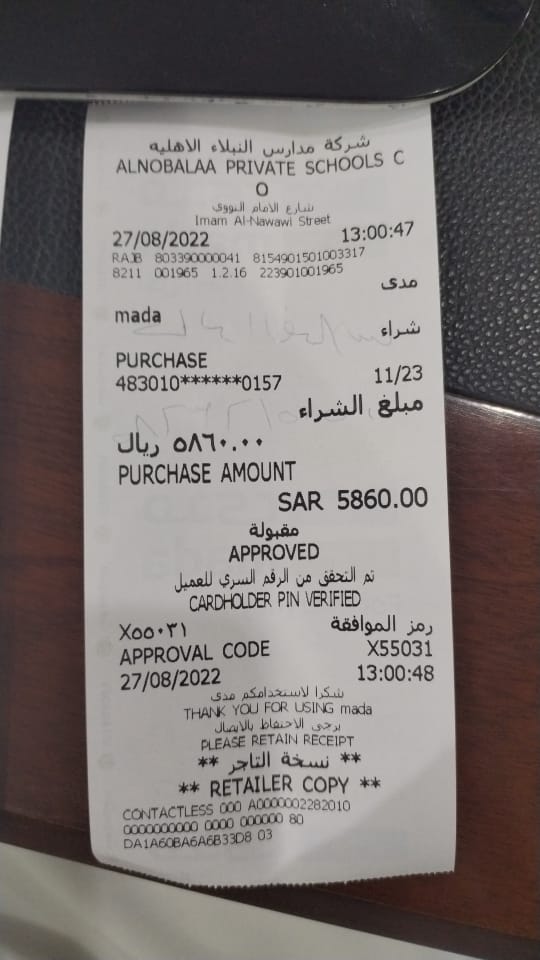 شركة مدارس النبلاء الاهليه
ALNOBALAA PRIVATE SCHOOLS C
O
شارع الامام النووي
Imam Al-Nawawi Street
27/08/2022 13:00:47
RAJB 803390000041 8154901501003317
8211 001965 1.2.16 223901001965
مدى
mada
شراء
PURCHASE
483010******0157 11/23
مبلغ الشراء
٥٨٦٠.٠٠ ريال
PURCHASE AMOUNT
SAR 5860.00
مقبولة
APPROVED
تم التحقق من الرقم السري للعميل
CARDHOLDER PIN VERIFIED
رمز الموافقة X٥٥٠٣١
APPROVAL CODE X55031
27/08/2022 13:00:48
شكرا لاستخدامكم مدى
THANK YOU FOR USING mada
يرجى الاحتفاظ بالايصال
PLEASE RETAIN RECEIPT
** نسخة التاجر **
** RETAILER COPY **
CONTACTLESS 000 A0000002282010
0000000000 0000 000000 80
DA1A60BA6A6B33D8 03